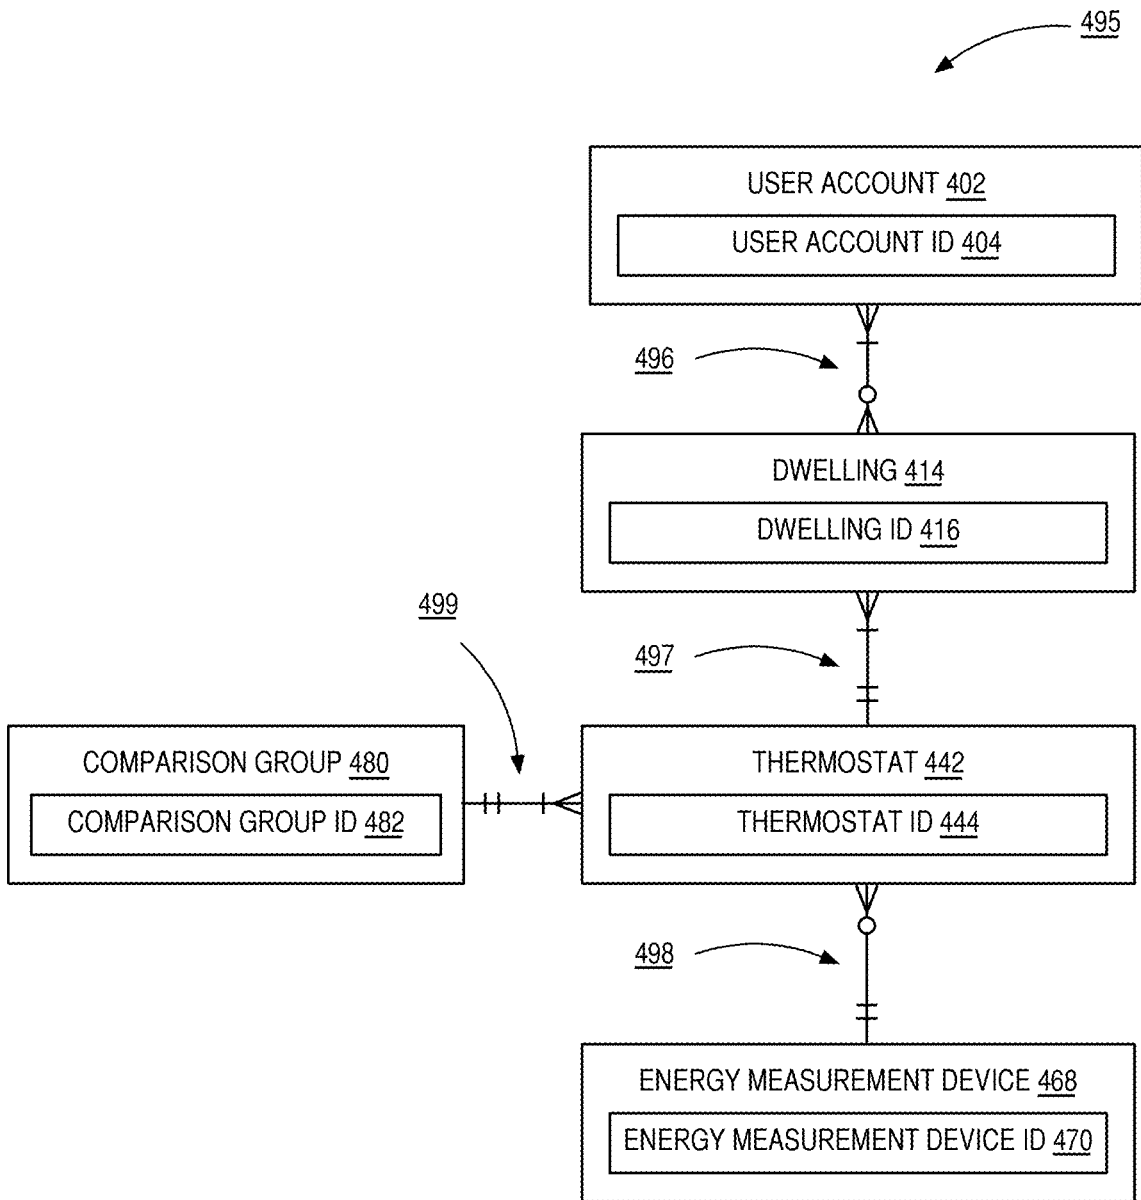 495
USER ACCOUNT 402
USER ACCOUNT ID 404
496
DWELLING 414
DWELLING ID 416
499
497
COMPARISON GROUP 480
COMPARISON GROUP ID 482
THERMOSTAT 442
THERMOSTAT ID 444
498
ENERGY MEASUREMENT DEVICE 468
ENERGY MEASUREMENT DEVICE ID 470